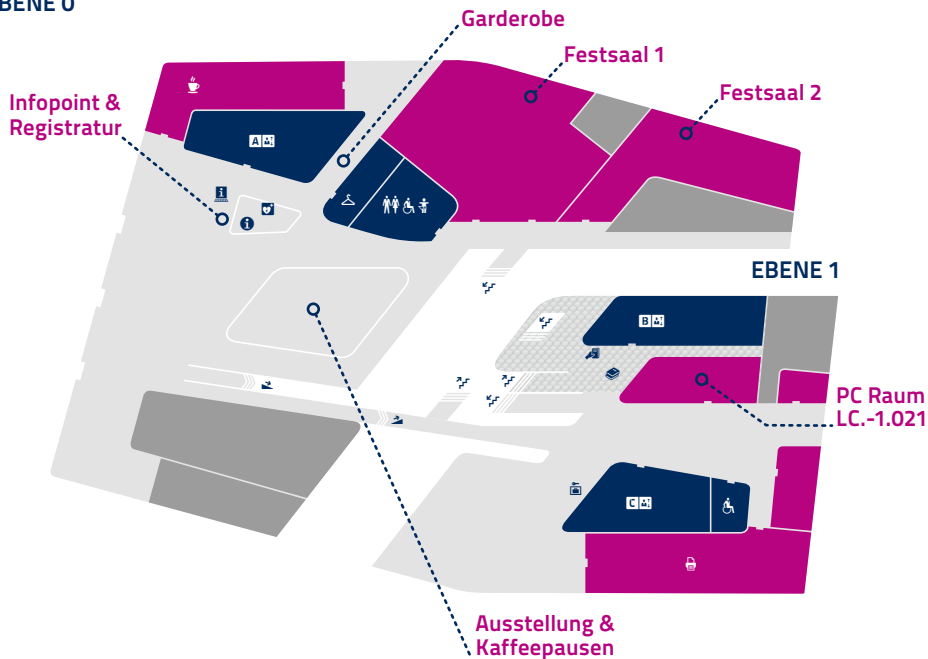 EBENE 0
Garderobe
Festsaal 1
Festsaal 2
Infopoint &
Registratur
A
i
i
EBENE 1
B
PC Raum
LC.-1.021
C
Ausstellung &
Kaffeepausen